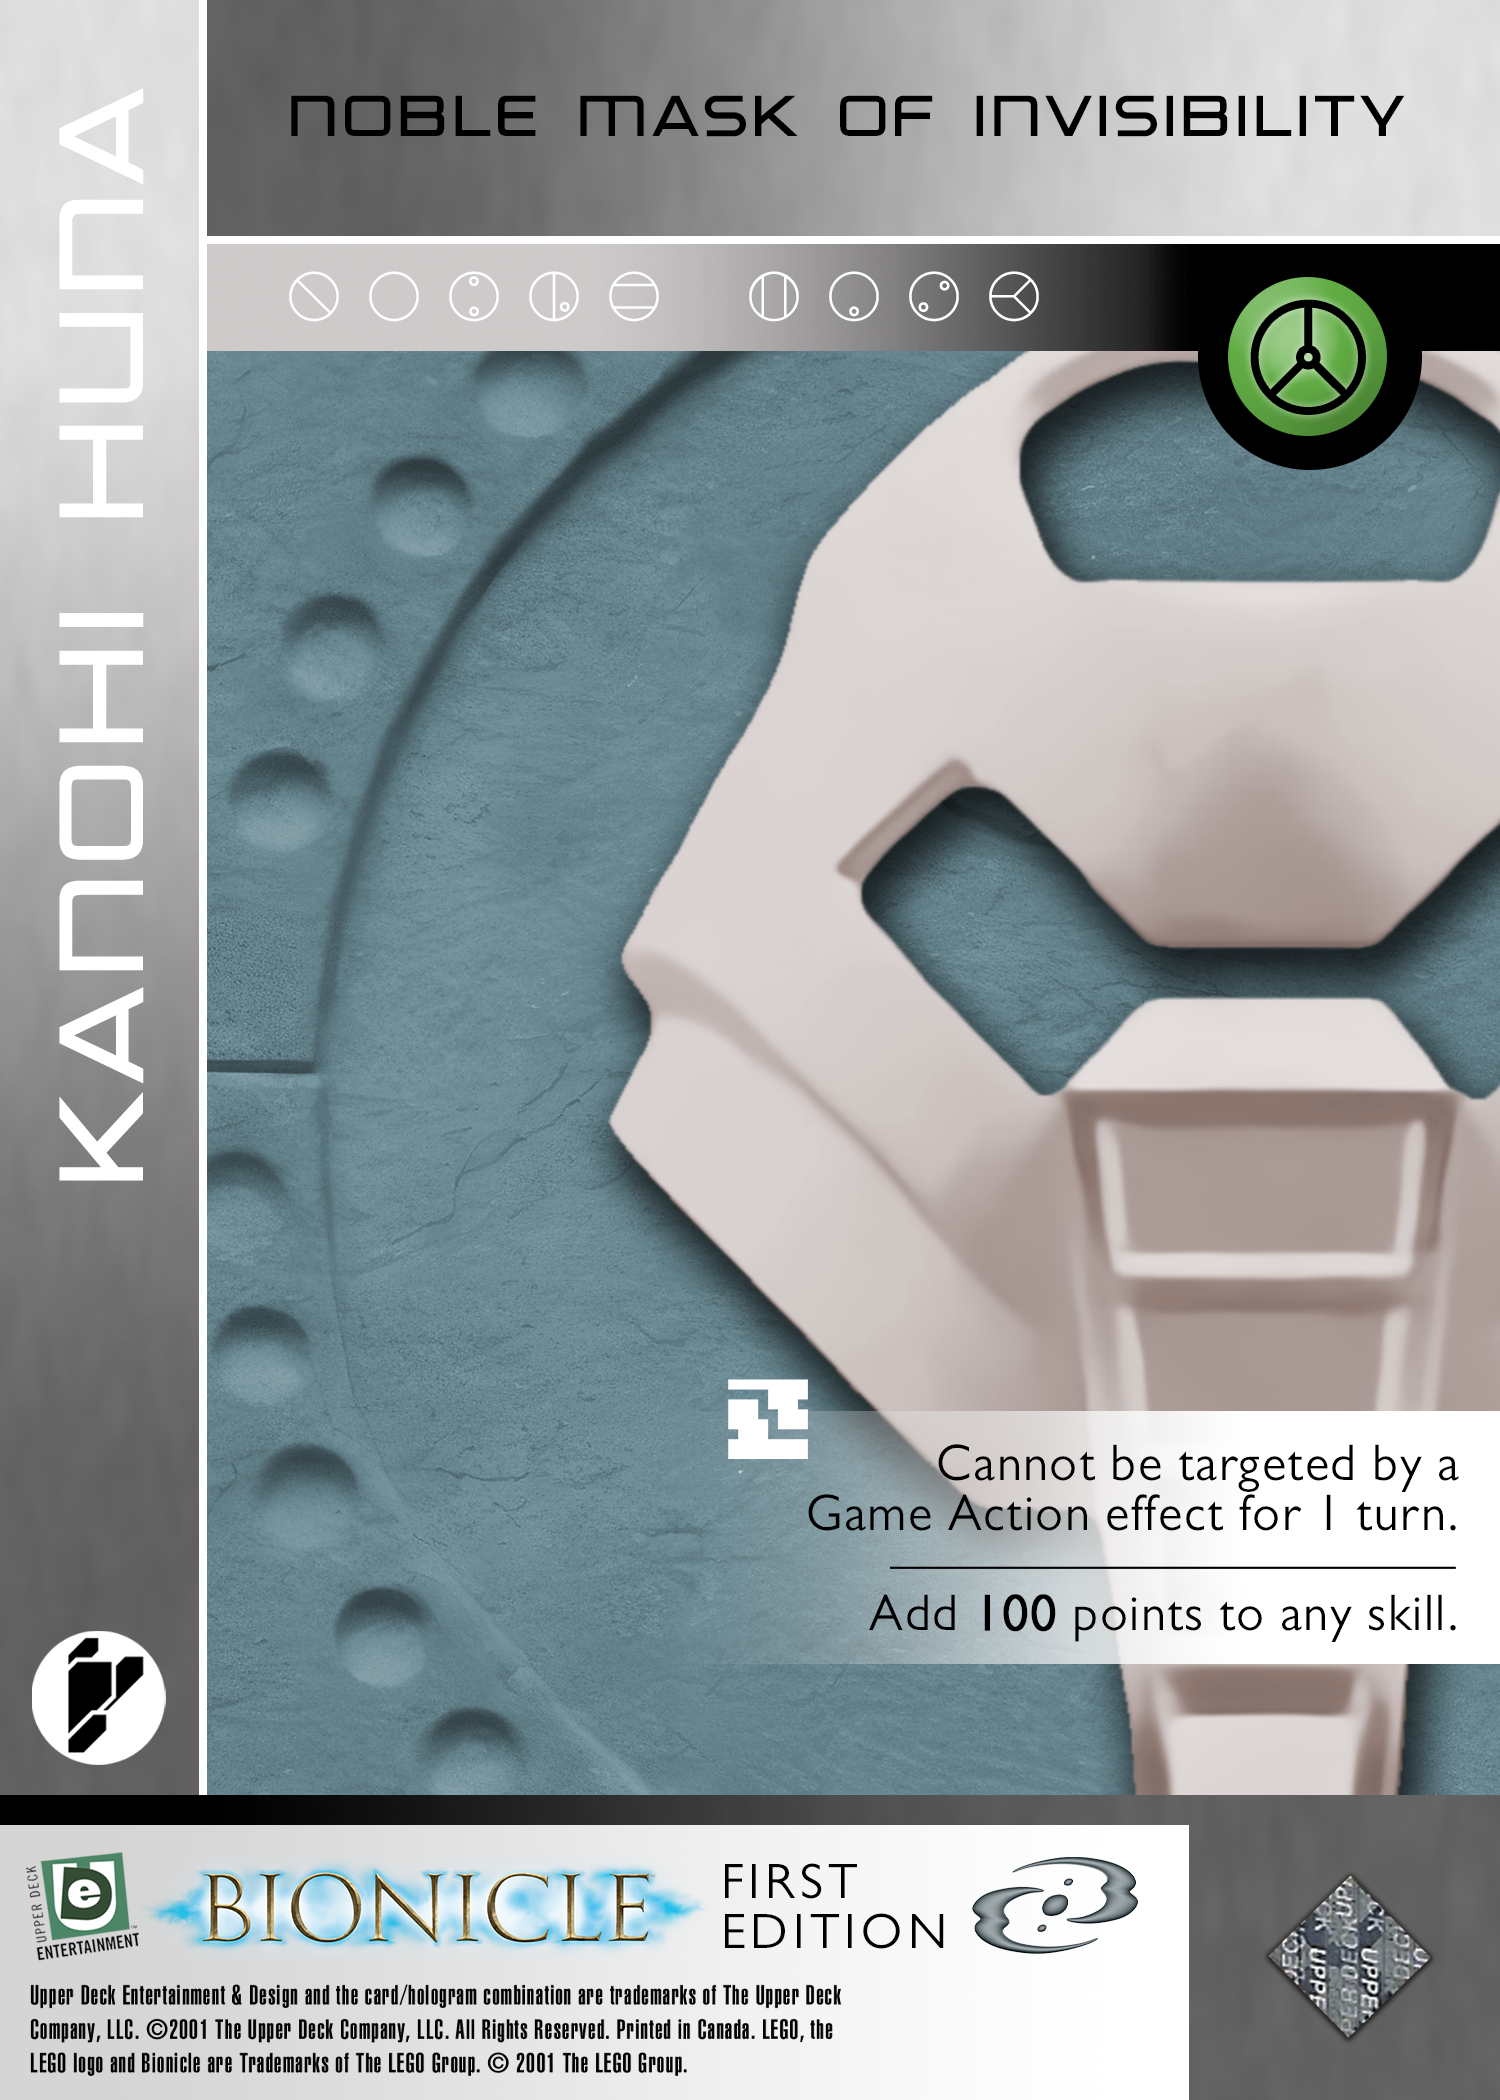 KANOHI HUNA
NOBLE MASK OF INVISIBILITY
Cannot be targeted by a
Game Action effect for 1 turn.
Add 100 points to any skill.
UPPER DECK
e
ENTERTAINMENT
BIONICLE
FIRST
EDITION
Upper Deck Entertainment & Design and the card/hologram combination are trademarks of The Upper Deck
Company, LLC. ©2001 The Upper Deck Company, LLC. All Rights Reserved. Printed in Canada. LEGO, the
LEGO logo and Bionicle are Trademarks of The LEGO Group. © 2001 The LEGO Group.